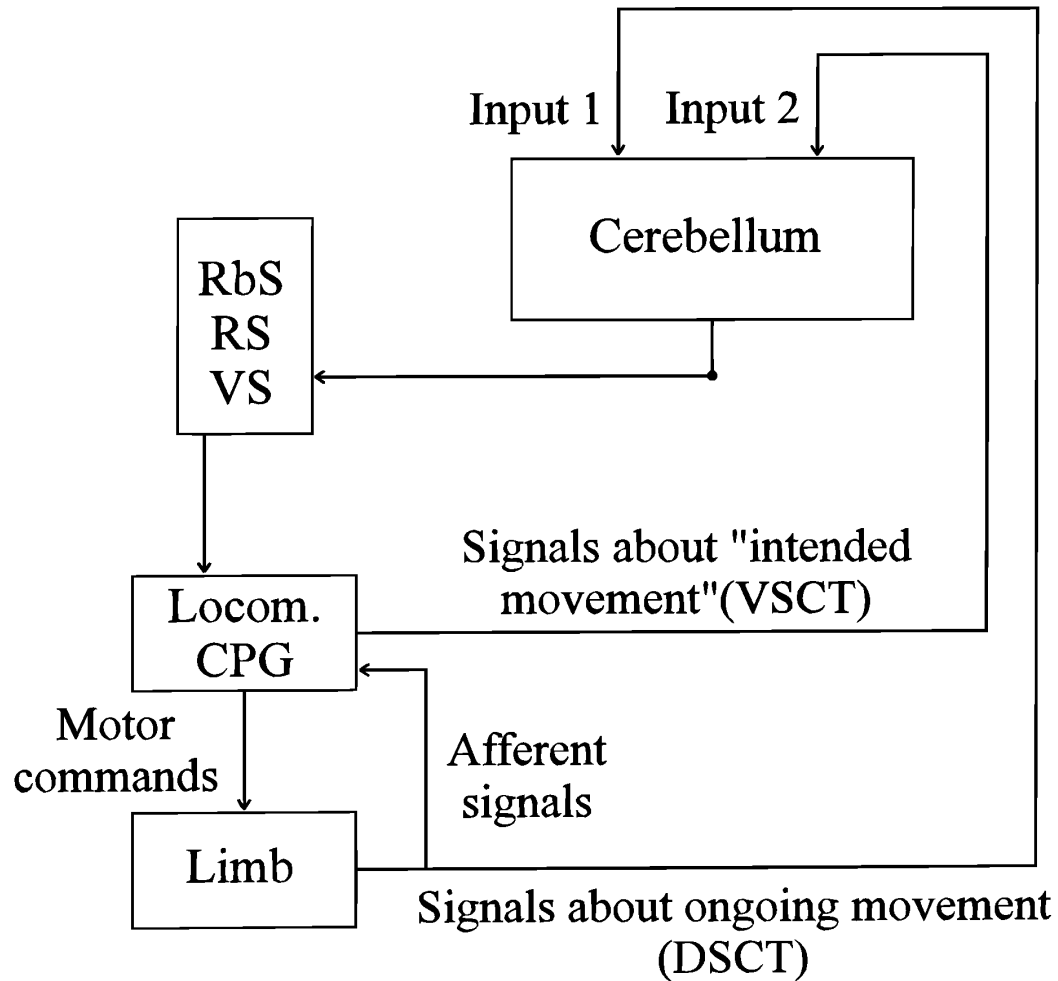 Input 1
Input 2
Cerebellum
RbS
RS
VS
Signals about "intended
movement"(VSCT)
Locom.
CPG
Motor
commands
Afferent
signals
Limb
Signals about ongoing movement
(DSCT)